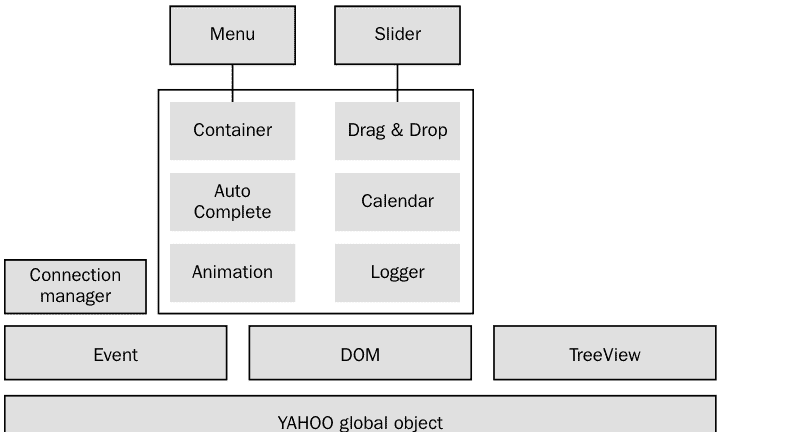 Menu
Slider
Container
Drag & Drop
Auto
Complete
Calendar
Animation
Logger
Connection
manager
Event
DOM
TreeView
YAHOO global object